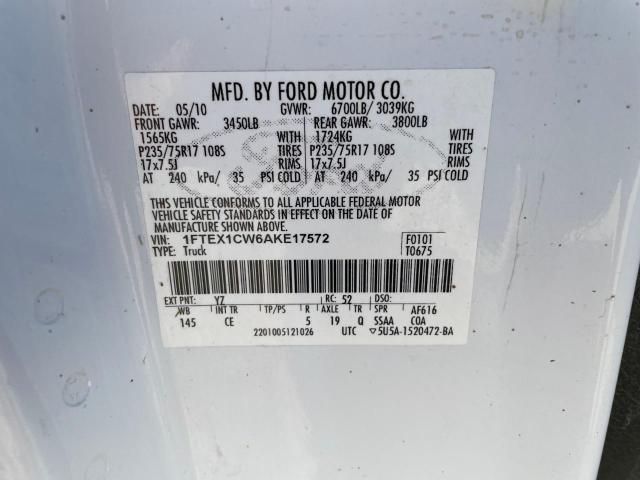 MFD. BY FORD MOTOR CO.
DATE: 05/10 GVWR: 6700LB/ 3039KG
FRONT GAWR: 3450LB REAR GAWR: 3800LB
1565KG WITH 1724KG WITH
P235/75R17 108S TIRES P235/75R17 108S TIRES
17x7.5J RIMS 17x7.5J RIMS
AT 240 kPa/ 35 PSI COLD AT 240 kPa/ 35 PSI COLD
THIS VEHICLE CONFORMS TO ALL APPLICABLE FEDERAL MOTOR
VEHICLE SAFETY STANDARDS IN EFFECT ON THE DATE OF
MANUFACTURE SHOWN ABOVE.
VIN: 1FTEX1CW6AKE17572 F0101
TYPE: Truck T0675
EXT PNT: YZ RC: 52 DSO:
WB INT TR TP/PS R AXLE TR SPR AF616
145 CE 5 19 Q SSAA COA
2201005121026 UTC 5U5A-1520472-BA